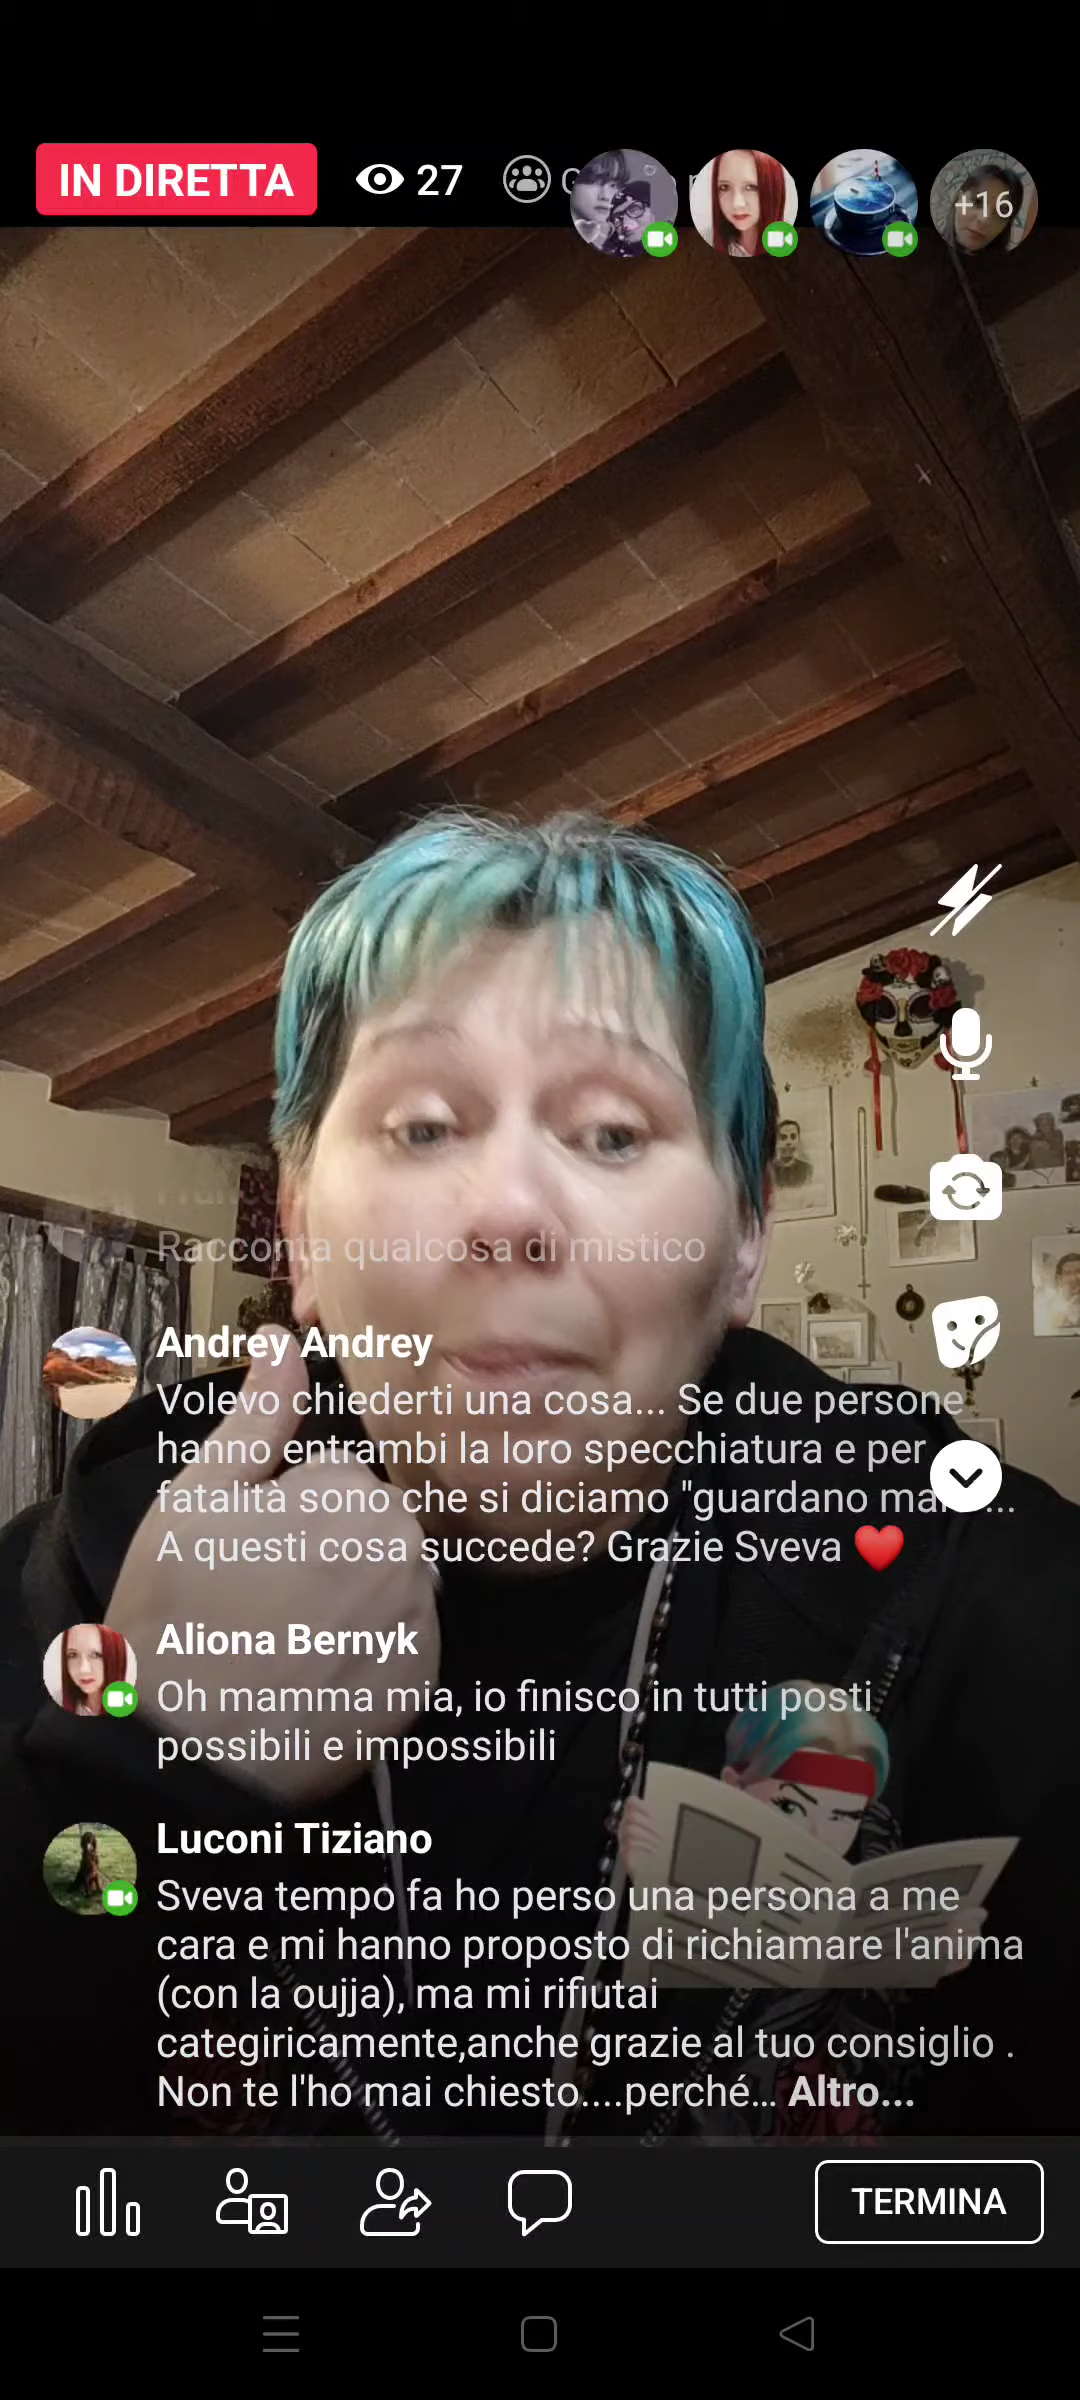 IN DIRETTA 27
+16
Racconta qualcosa di mistico
Andrey Andrey
Volevo chiederti una cosa... Se due persone
hanno entrambi la loro specchiatura e per
fatalità sono che si diciamo "guardano
A questi cosa succede? Grazie Sveva ❤️
Aliona Bernyk
Oh mamma mia, io finisco in tutti posti
possibili e impossibili
Luconi Tiziano
Sveva tempo fa ho perso una persona a me
cara e mi hanno proposto di richiamare l'anima
(con la oujja), ma mi rifiutai
categiricamente,anche grazie al tuo consiglio .
Non te l'ho mai chiesto....perché… Altro...
TERMINA